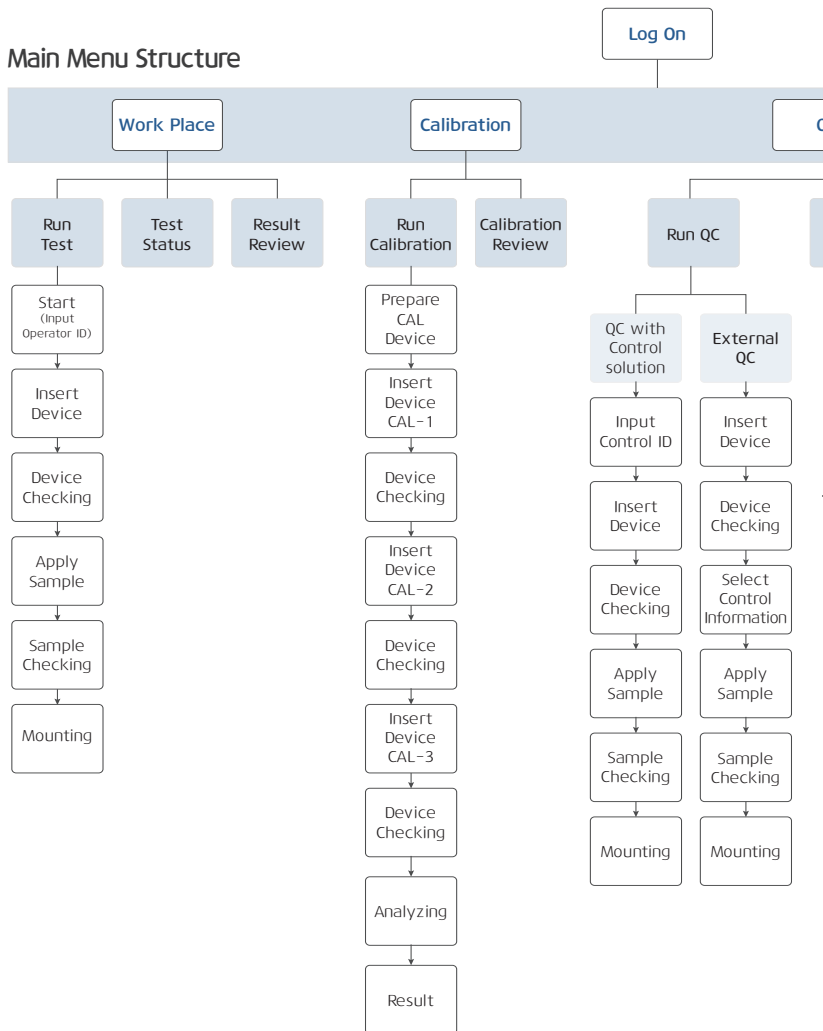 Log On
Main Menu Structure
Work Place
Calibration
Run
Test
Test
Status
Result
Review
Run
Calibration
Calibration
Review
Run QC
Start
(Input
Operator ID)
Insert
Device
Device
Checking
Apply
Sample
Sample
Checking
Mounting
Prepare
CAL
Device
Insert
Device
CAL-1
Device
Checking
Insert
Device
CAL-2
Device
Checking
Insert
Device
CAL-3
Device
Checking
Analyzing
Result
QC with
Control
solution
Input
Control ID
Insert
Device
Device
Checking
Apply
Sample
Sample
Checking
Mounting
External
QC
Insert
Device
Device
Checking
Select
Control
Information
Apply
Sample
Sample
Checking
Mounting